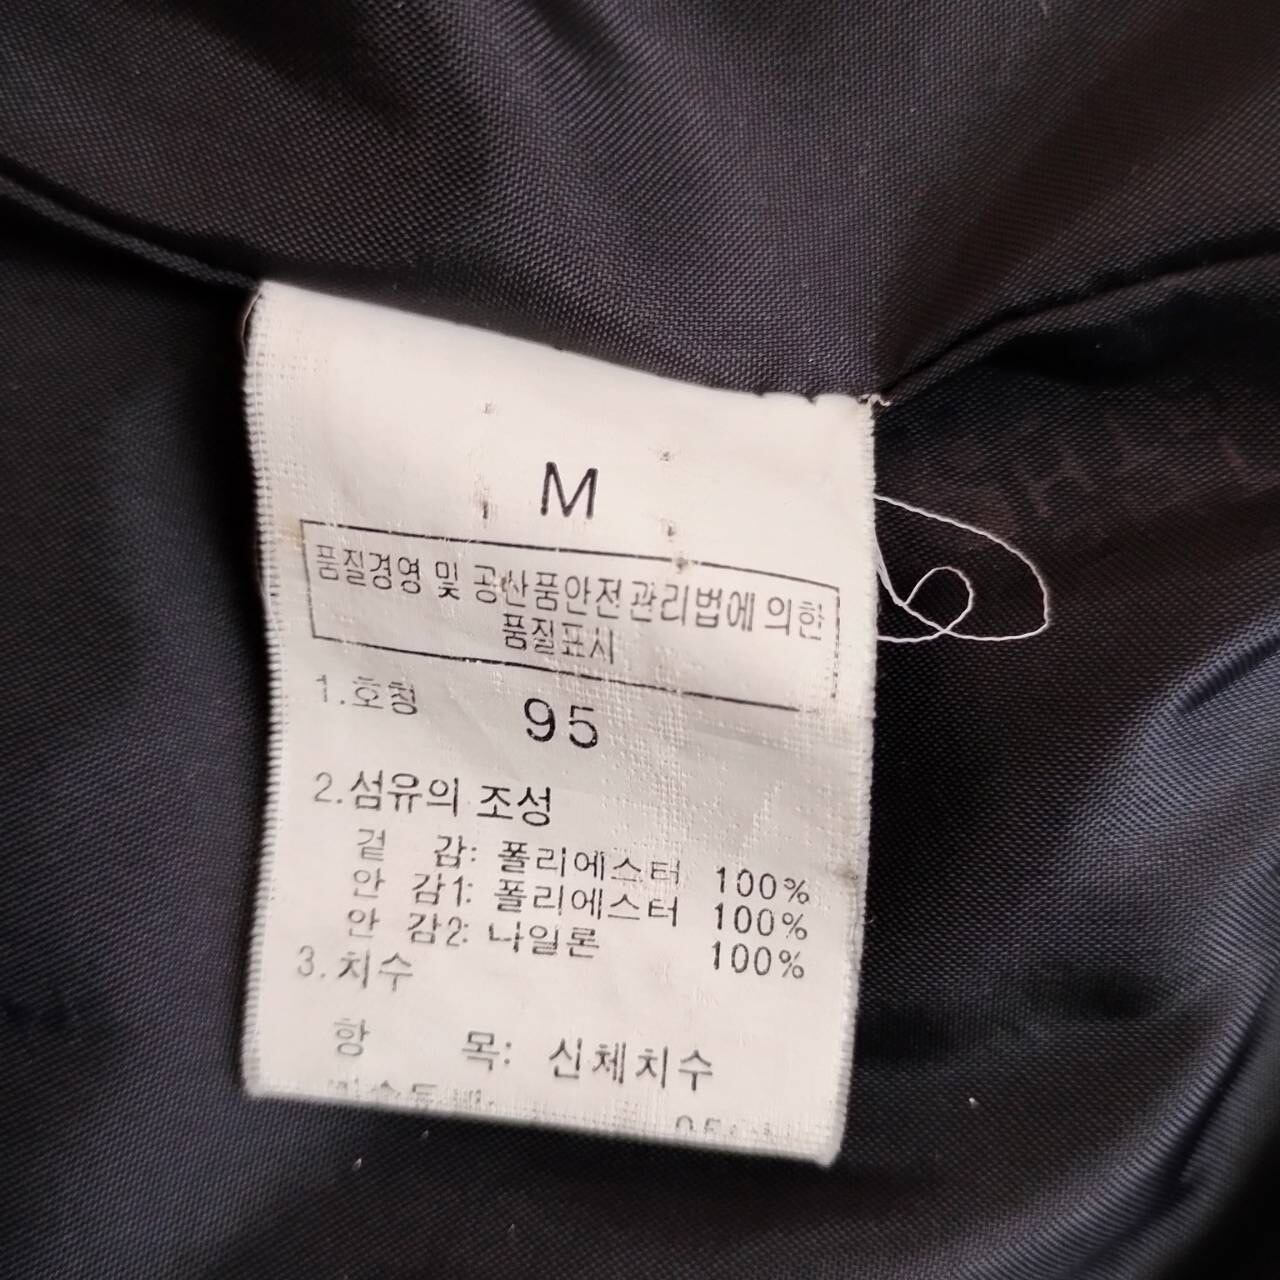 M
품질경영 및 공산품안전관리법에 의한
품질표시
1.호칭 95
2.섬유의 조성
겉 감: 폴리에스터 100%
안 감1: 폴리에스터 100%
안 감2: 나일론 100%
3.치수
항 목: 신체치수